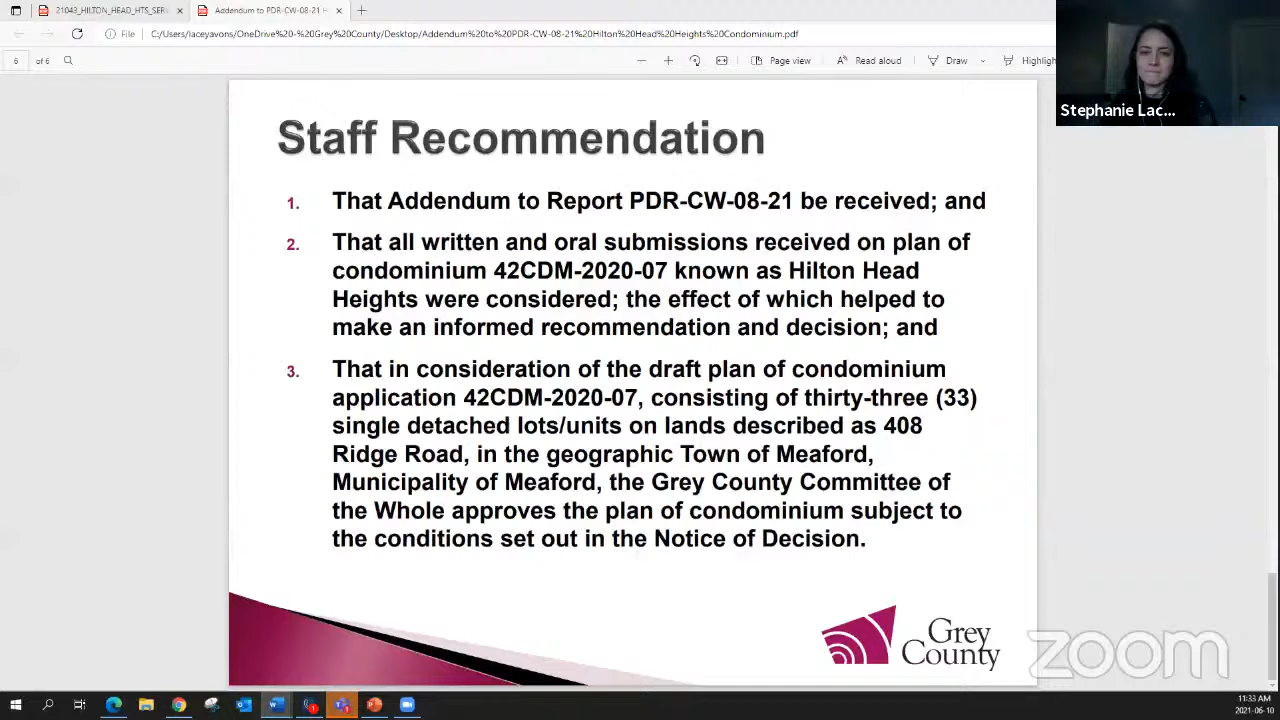 21043_HILTON_HEAD_HTS_SER
Addendum to PDR-CW-08-21 H
File
C:/Users/laceyavons/OneDrive%20-%20Grey%20County/Desktop/Addendum%20to%20PDR-CW-08-21%20Hilton%20Head%20Heights%20Condominium.pdf
6 of 6
Page view
Read aloud
Draw
Highligh
Stephanie Lac...
Staff Recommendation
1. That Addendum to Report PDR-CW-08-21 be received; and
2. That all written and oral submissions received on plan of
condominium 42CDM-2020-07 known as Hilton Head
Heights were considered; the effect of which helped to
make an informed recommendation and decision; and
3. That in consideration of the draft plan of condominium
application 42CDM-2020-07, consisting of thirty-three (33)
single detached lots/units on lands described as 408
Ridge Road, in the geographic Town of Meaford,
Municipality of Meaford, the Grey County Committee of
the Whole approves the plan of condominium subject to
the conditions set out in the Notice of Decision.
Grey
County
zoom
11:33 AM
2021-06-10